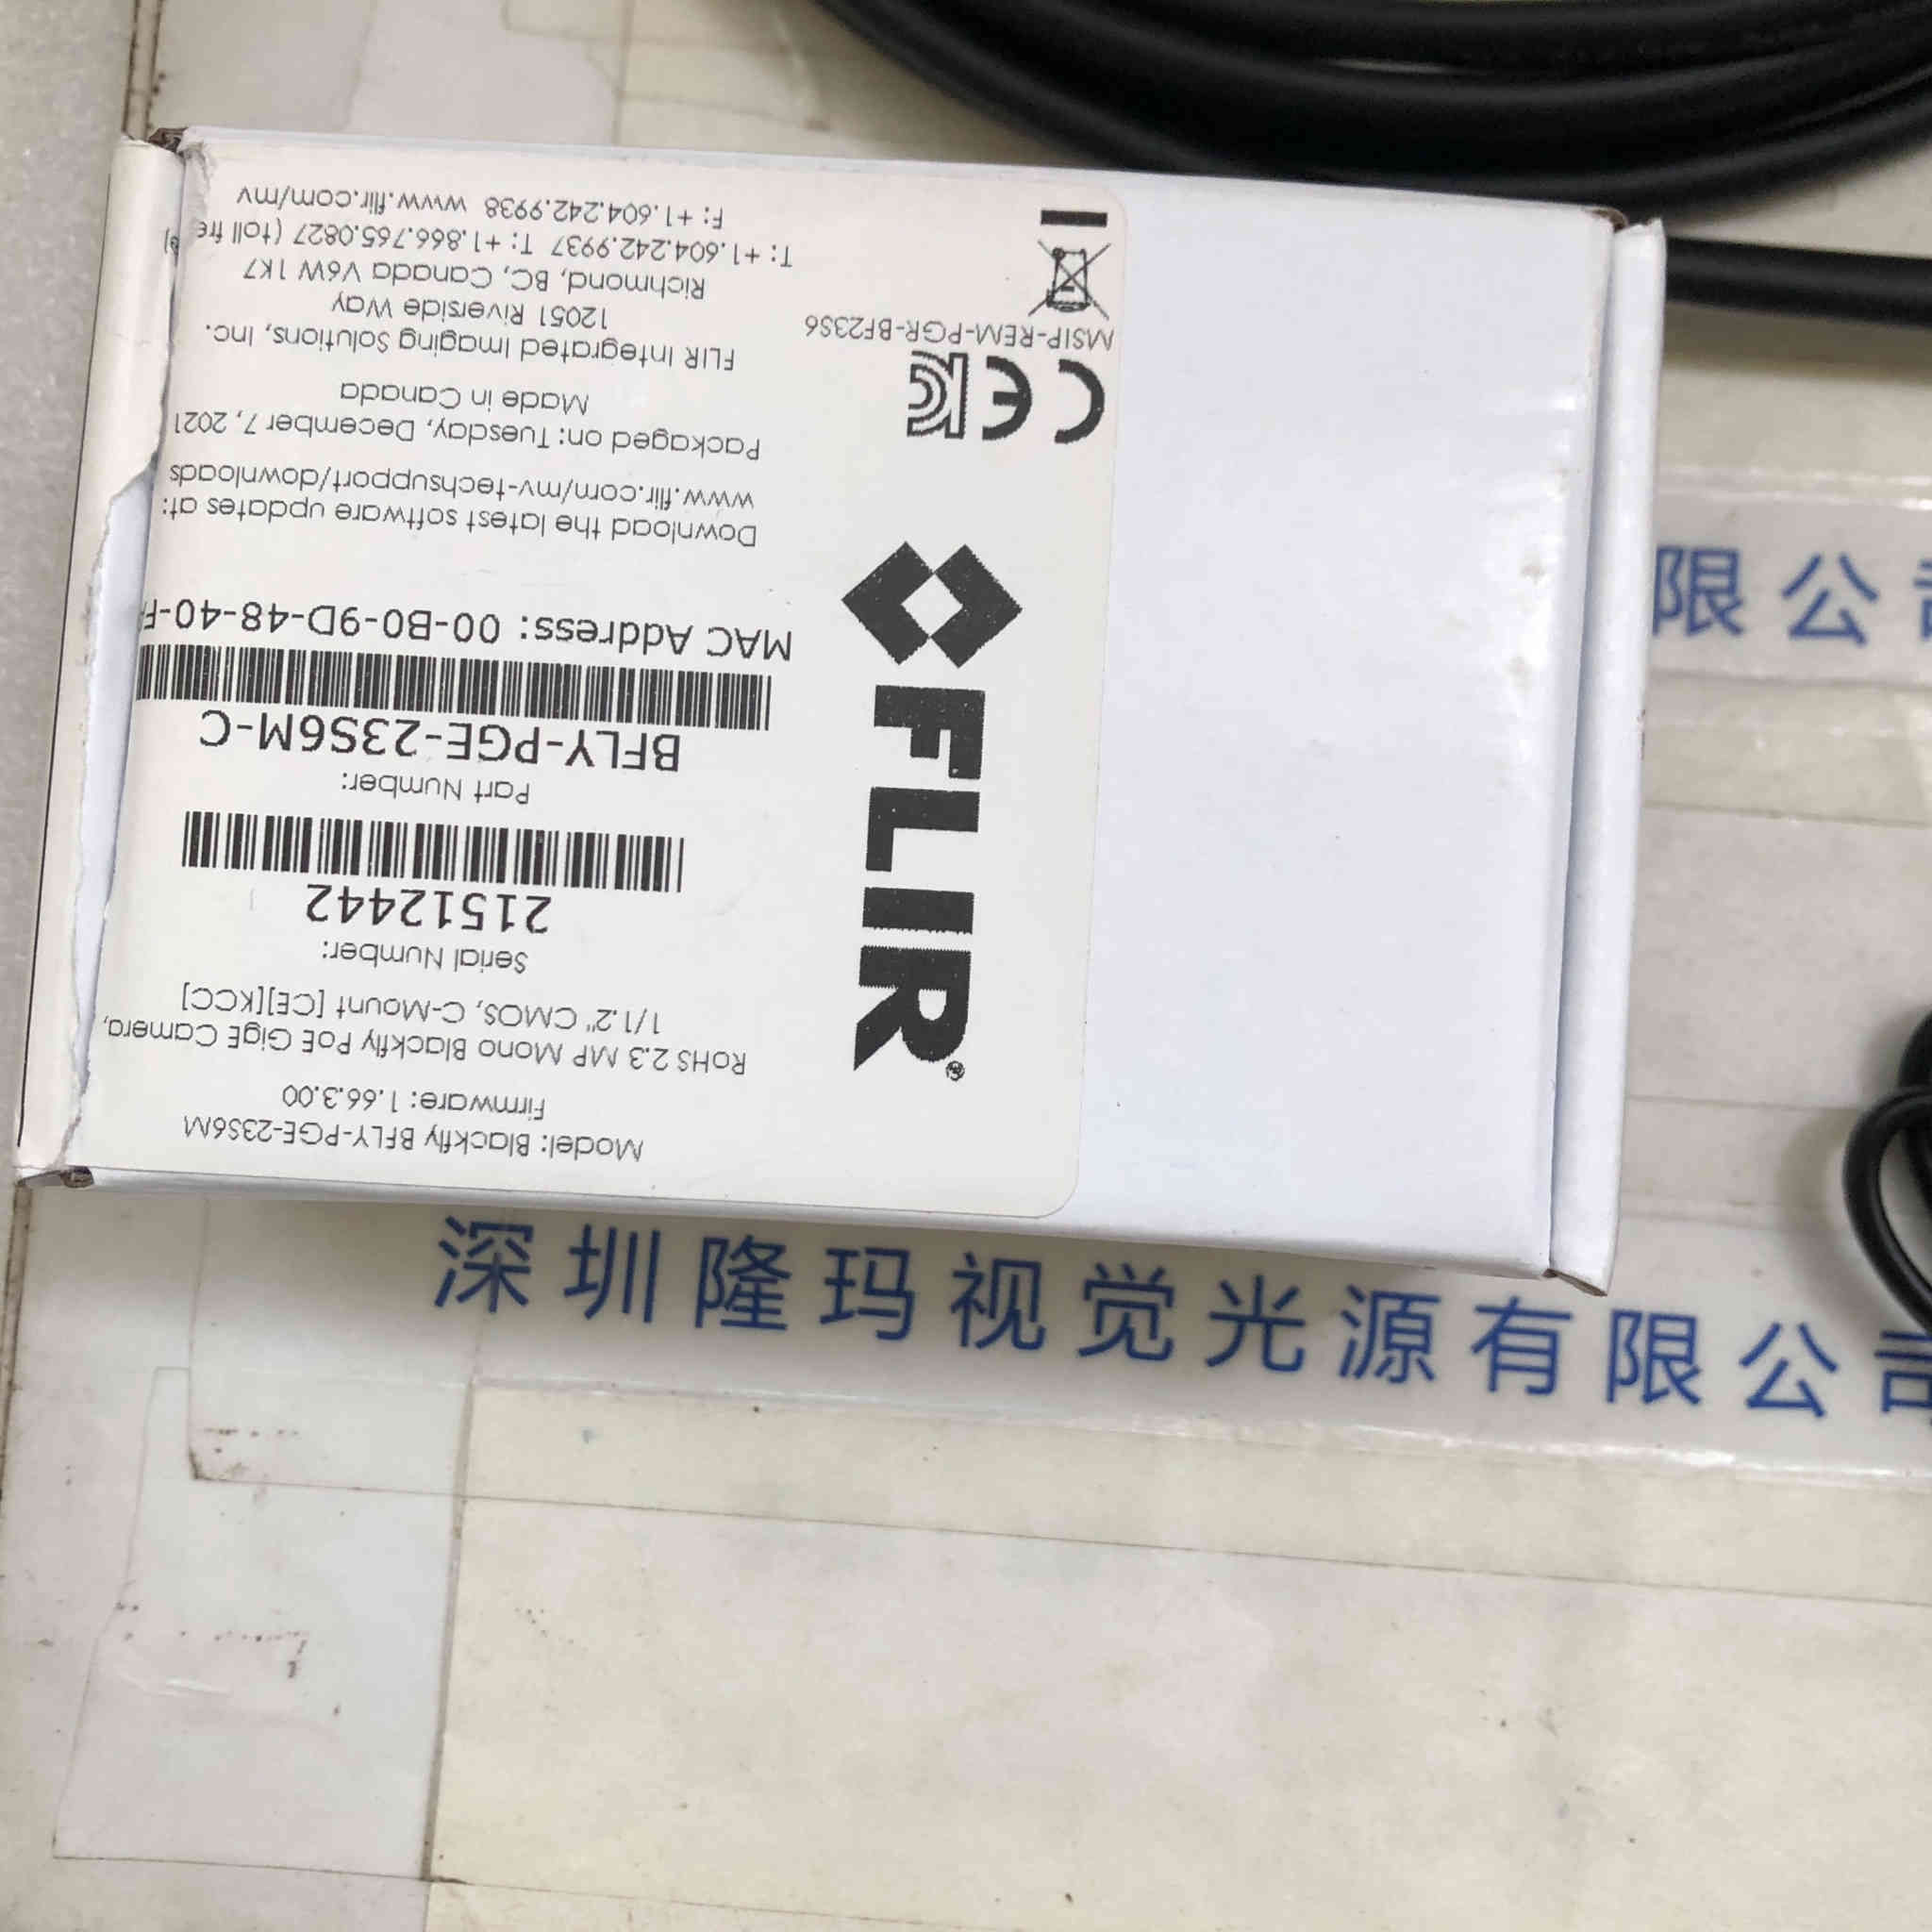 Model: Blackfly BFLY-PGE-23S6M
Firmware: 1.66.3.00
RoHS 2.3 MP Mono Blackfly PoE GigE Camera,
1/1.2" CMOS, C-Mount [CE][KCC]
Serial Number:
21512442
Part Number:
BFLY-PGE-23S6M-C
MAC Address: 00-B0-9D-48-40-F
Download the latest software updates at:
www.flir.com/mv-techsupport/downloads
Packaged on: Tuesday, December 7, 2021
Made in Canada
FLIR Integrated Imaging Solutions, Inc.
12051 Riverside Way
Richmond, BC, Canada V6W 1K7
T: +1.604.242.9937 T: +1.866.765.0827 (toll free)
F: +1.604.242.9938 www.flir.com/mv
FLIR®
CE
MSIP-REM-PGR-BF23S6
限公司
深圳隆玛视觉光源有限公司